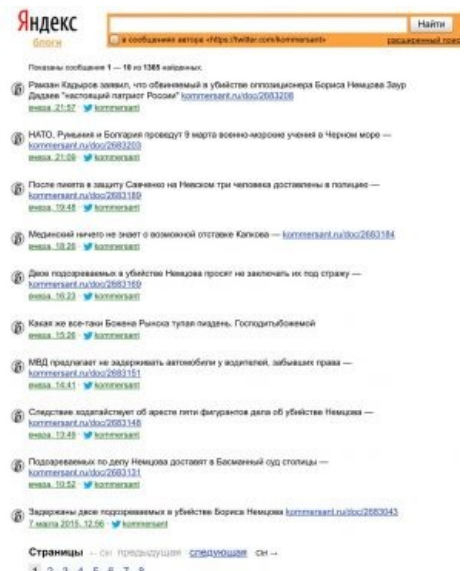 Яндекс
блоги
Найти
в сообщениях автора «https://twitter.com/kommersant»
расширенный поиск
Показаны сообщения 1 — 10 из 1365 найденных.
Рамзан Кадыров заявил, что обвиняемый в убийстве оппозиционера Бориса Немцова Заур
Дадаев "настоящий патриот России" kommersant.ru/doc/2683208
вчера, 21:57 kommersant
НАТО, Румыния и Болгария проведут 9 марта военно-морские учения в Черном море —
kommersant.ru/doc/2683203
вчера, 21:09 kommersant
После пикета в защиту Савченко на Невском три человека доставлены в полицию —
kommersant.ru/doc/2683189
вчера, 19:48 kommersant
Мединский ничего не знает о возможной отставке Капкова — kommersant.ru/doc/2683184
вчера, 18:26 kommersant
Двое подозреваемых в убийстве Немцова просят не заключать их под стражу —
kommersant.ru/doc/2683169
вчера, 16:23 kommersant
Какая же все-таки Божена Рынска тупая пиздень. Господитыбожемой
вчера, 15:26 kommersant
МВД предлагает не задерживать автомобили у водителей, забывших права —
kommersant.ru/doc/2683151
вчера, 14:41 kommersant
Следствие ходатайствует об аресте пяти фигурантов дела об убийстве Немцова —
kommersant.ru/doc/2683148
вчера, 13:49 kommersant
Подозреваемых по делу Немцова доставят в Басманный суд столицы —
kommersant.ru/doc/2683131
вчера, 10:52 kommersant
Задержаны двое подозреваемых в убийстве Бориса Немцова kommersant.ru/doc/2683043
7 марта 2015, 12:56 kommersant
Страницы ← ctrl предыдущая следующая ctrl →
1 2 3 4 5 6 7 8